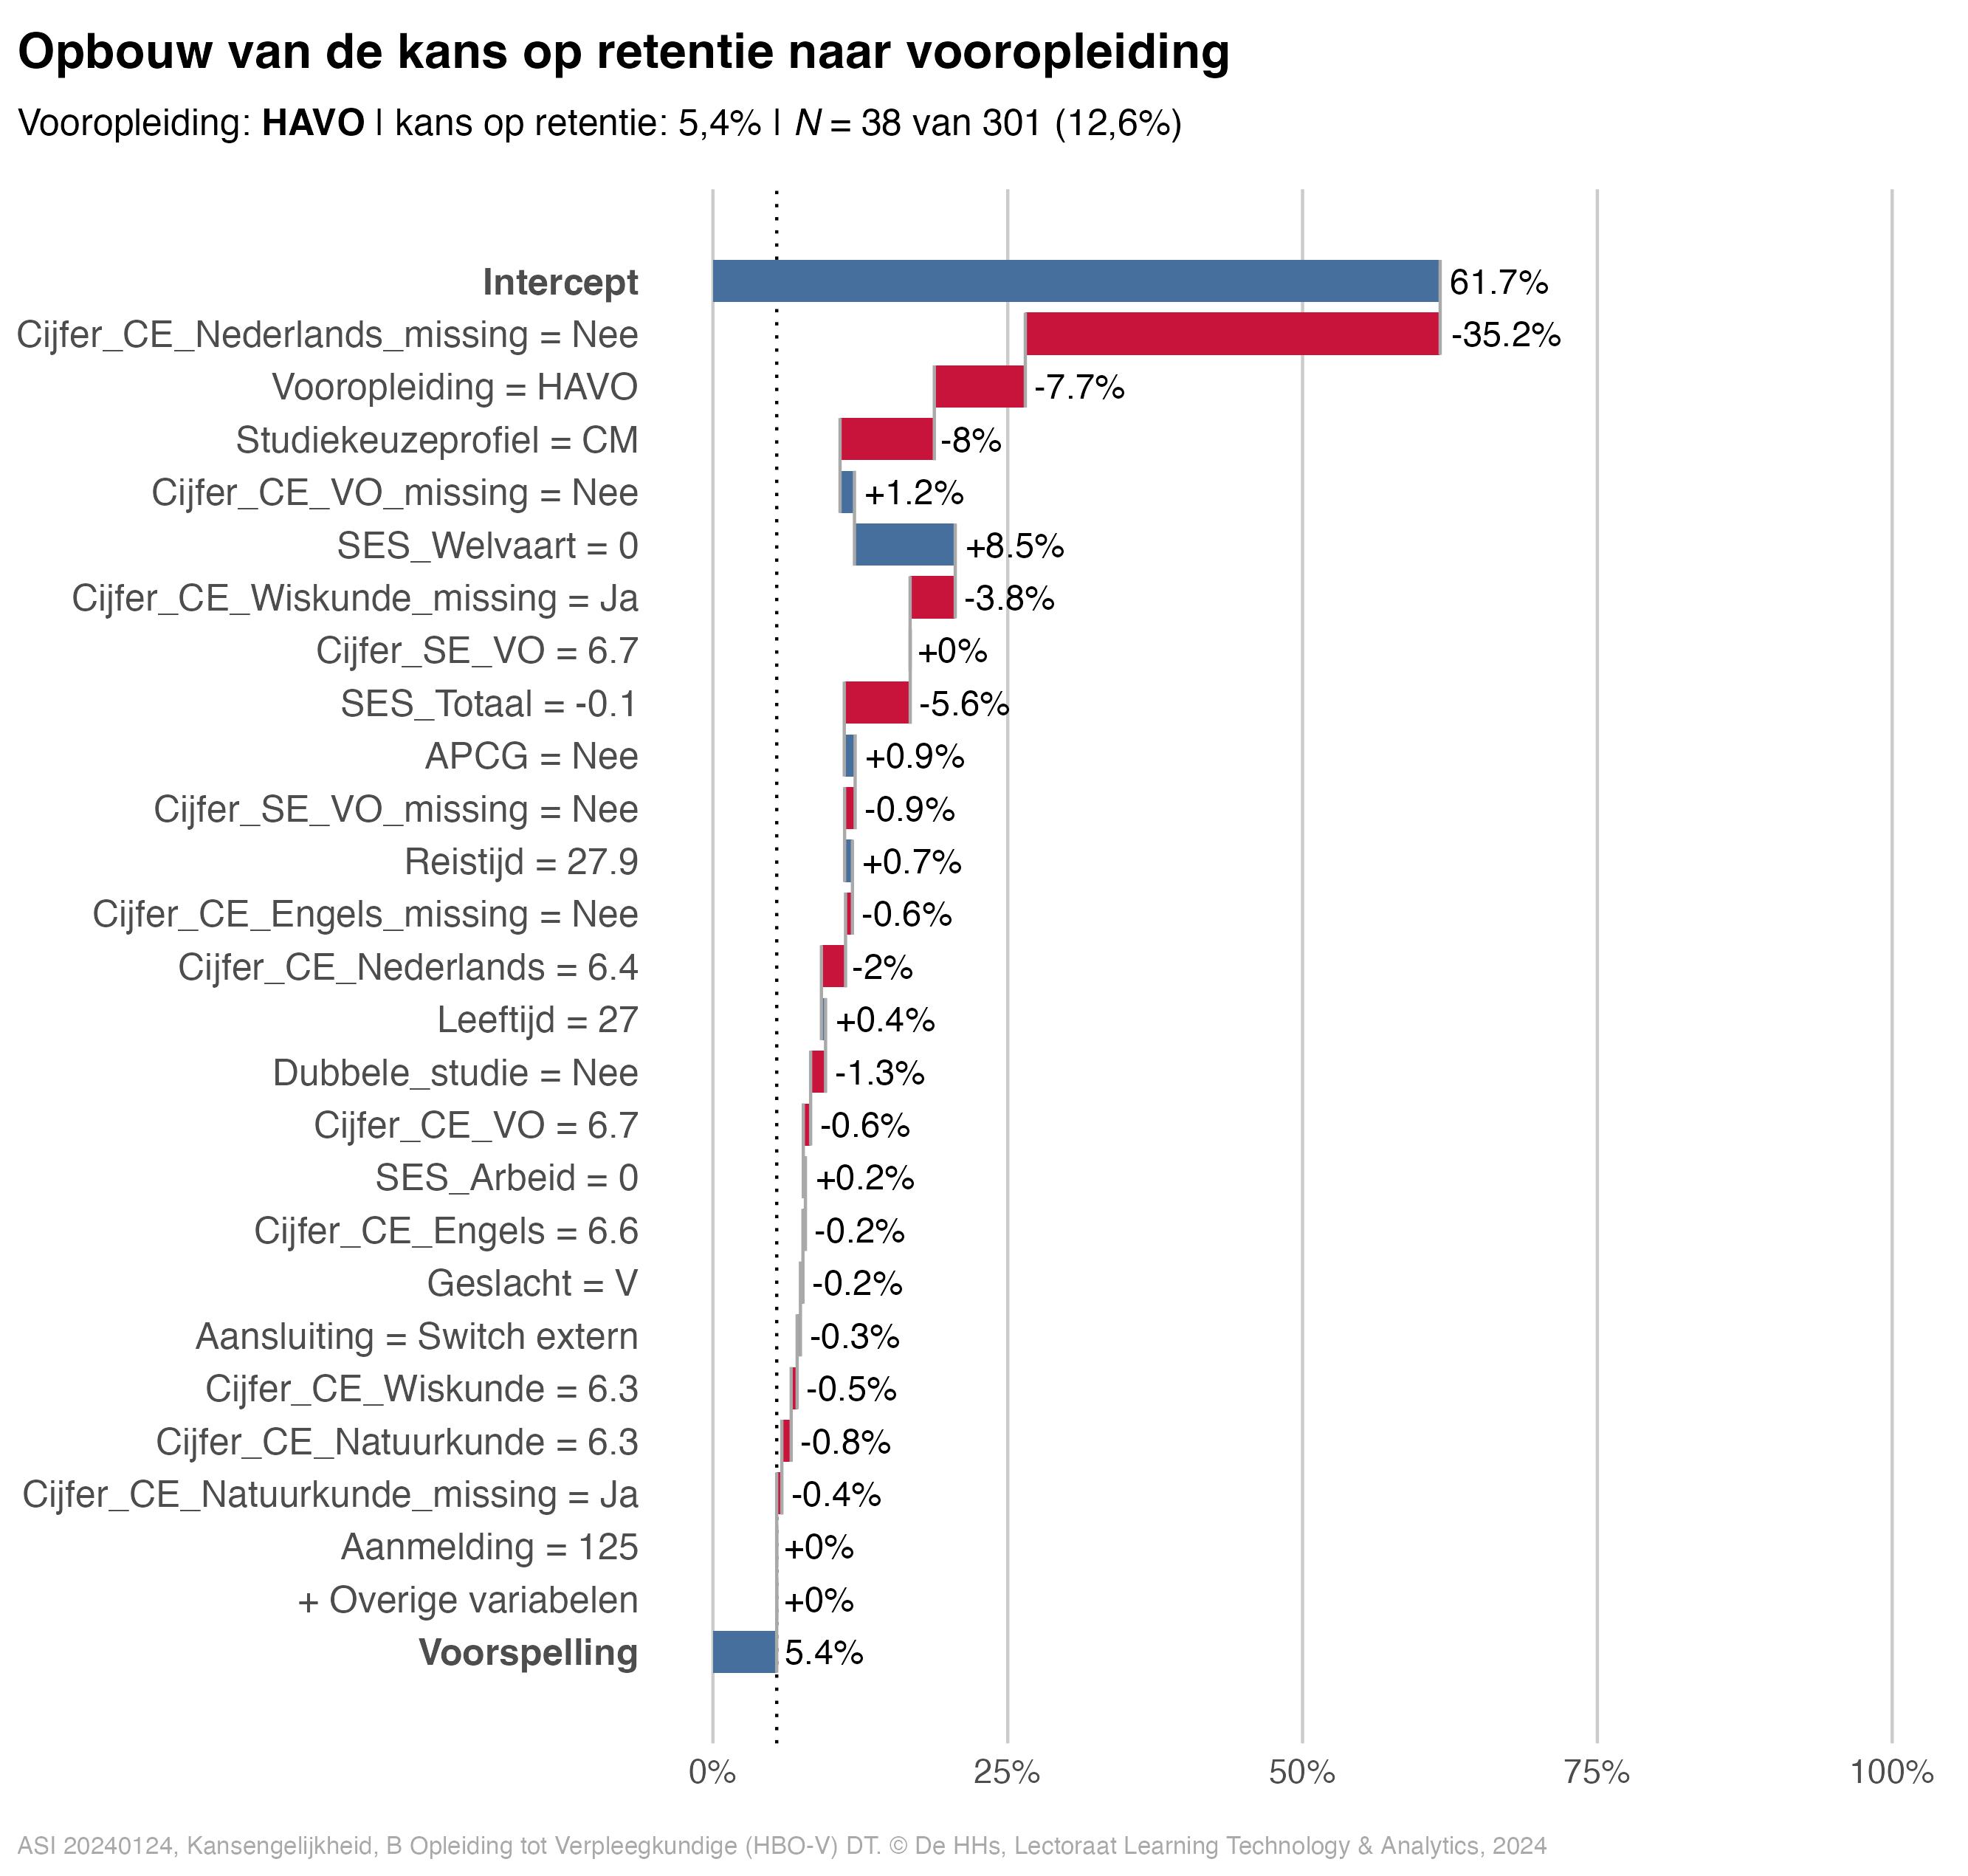 Opbouw van de kans op retentie naar vooropleiding
Vooropleiding: HAVO | kans op retentie: 5,4% | N = 38 van 301 (12,6%)
Intercept 61.7%
Cijfer_CE_Nederlands_missing = Nee -35.2%
Vooropleiding = HAVO -7.7%
Studiekeuzeprofiel = CM -8%
Cijfer_CE_VO_missing = Nee +1.2%
SES_Welvaart = 0 +8.5%
Cijfer_CE_Wiskunde_missing = Ja -3.8%
Cijfer_SE_VO = 6.7 +0%
SES_Totaal = -0.1 -5.6%
APCG = Nee +0.9%
Cijfer_SE_VO_missing = Nee -0.9%
Reistijd = 27.9 +0.7%
Cijfer_CE_Engels_missing = Nee -0.6%
Cijfer_CE_Nederlands = 6.4 -2%
Leeftijd = 27 +0.4%
Dubbele_studie = Nee -1.3%
Cijfer_CE_VO = 6.7 -0.6%
SES_Arbeid = 0 +0.2%
Cijfer_CE_Engels = 6.6 -0.2%
Geslacht = V -0.2%
Aansluiting = Switch extern -0.3%
Cijfer_CE_Wiskunde = 6.3 -0.5%
Cijfer_CE_Natuurkunde = 6.3 -0.8%
Cijfer_CE_Natuurkunde_missing = Ja -0.4%
Aanmelding = 125 +0%
+ Overige variabelen +0%
Voorspelling 5.4%
0% 25% 50% 75% 100%
ASI 20240124, Kansengelijkheid, B Opleiding tot Verpleegkundige (HBO-V) DT. © De HHs, Lectoraat Learning Technology & Analytics, 2024